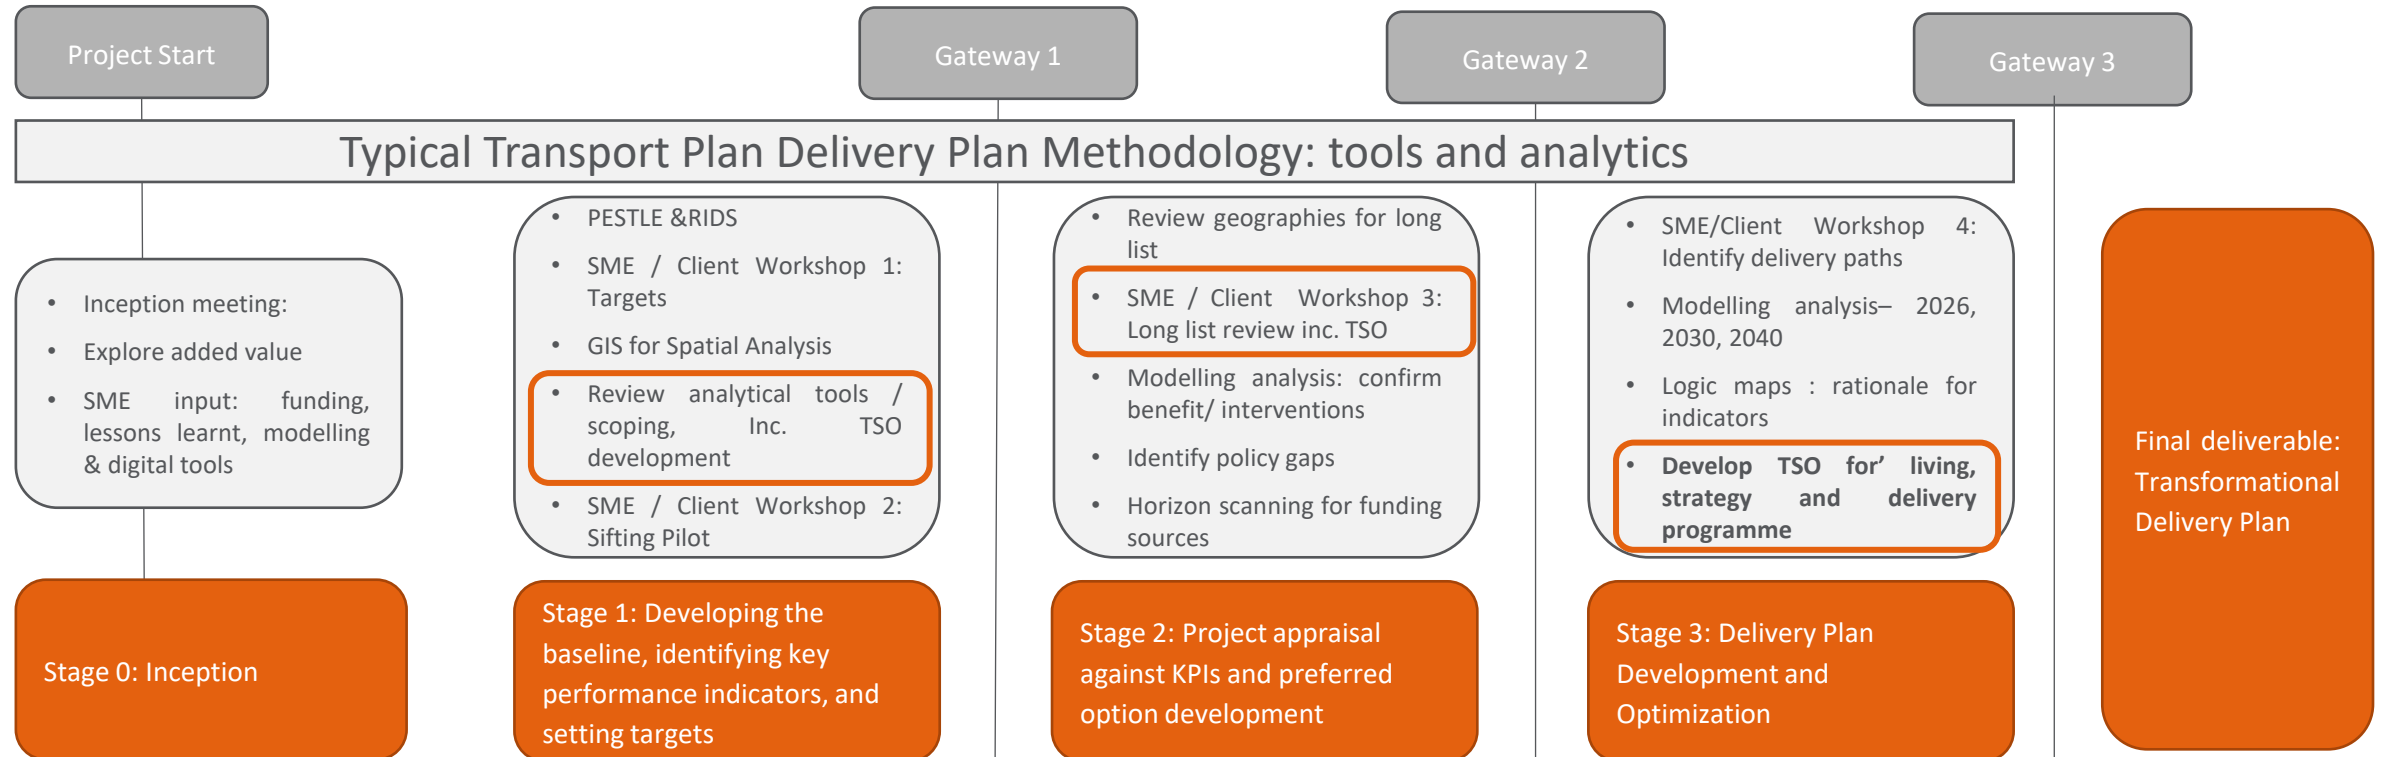 Project Start
Gateway 1
Gateway 2
Gateway 3
Typical Transport Plan Delivery Plan Methodology: tools and analytics
• Inception meeting:
• Explore added value
• SME input: funding,
lessons learnt, modelling
& digital tools
Stage 0: Inception
• PESTLE &RIDS
• SME / Client Workshop 1:
Targets
• GIS for Spatial Analysis
• Review analytical tools /
scoping, Inc. TSO
development
• SME / Client Workshop 2:
Sifting Pilot
Stage 1: Developing the
baseline, identifying key
performance indicators, and
setting targets
• Review geographies for long
list
• SME / Client Workshop 3:
Long list review inc. TSO
• Modelling analysis: confirm
benefit/ interventions
• Identify policy gaps
• Horizon scanning for funding
sources
Stage 2: Project appraisal
against KPIs and preferred
option development
• SME/Client Workshop 4:
Identify delivery paths
• Modelling analysis– 2026,
2030, 2040
• Logic maps : rationale for
indicators
• Develop TSO for’ living,
strategy and delivery
programme
Stage 3: Delivery Plan
Development and
Optimization
Final deliverable:
Transformational
Delivery Plan